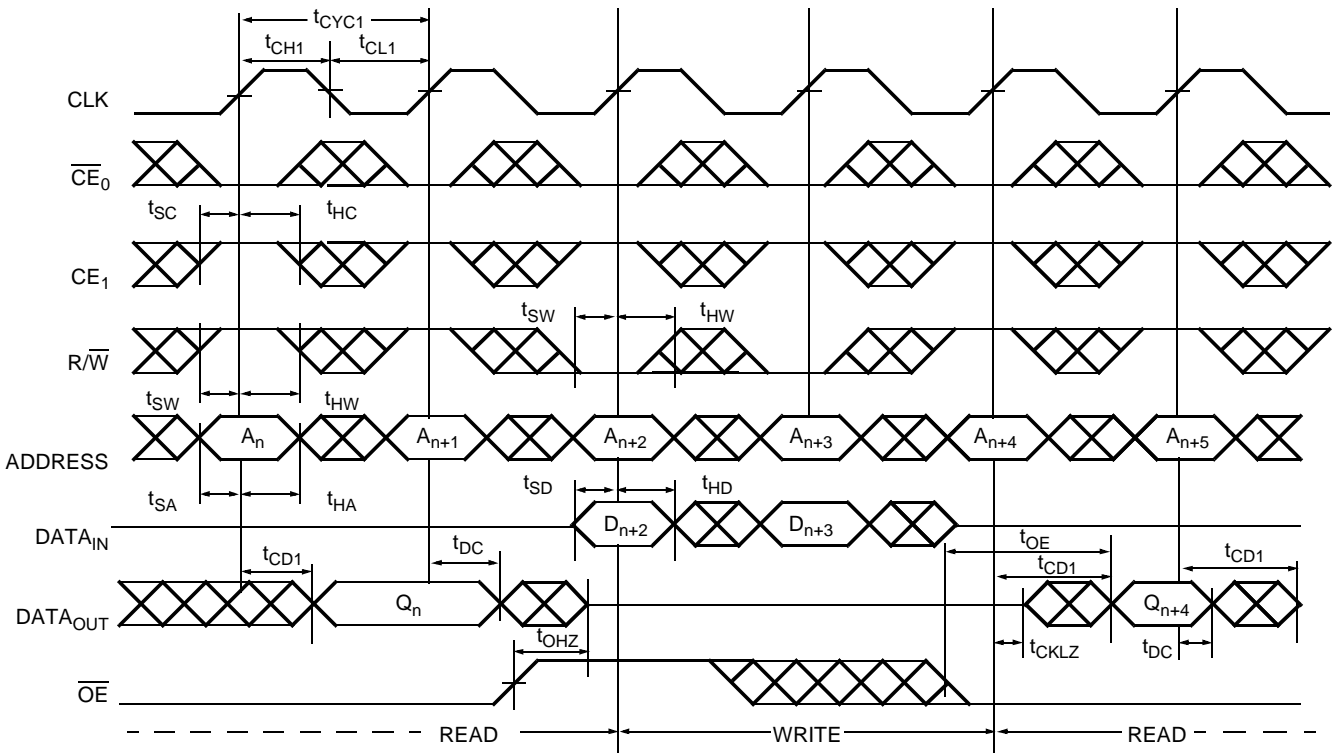 tCYC1
tCH1
tCL1
CLK
CE0
tSC
tHC
CE1
tSW
tHW
R/W
tSW
tHW
ADDRESS
An
An+1
An+2
An+3
An+4
An+5
tSA
tHA
tSD
tHD
DATAIN
Dn+2
Dn+3
tOE
tCD1
tDC
tCD1
tCD1
DATAOUT
Qn
Qn+4
tOHZ
tCKLZ
tDC
OE
READ
WRITE
READ